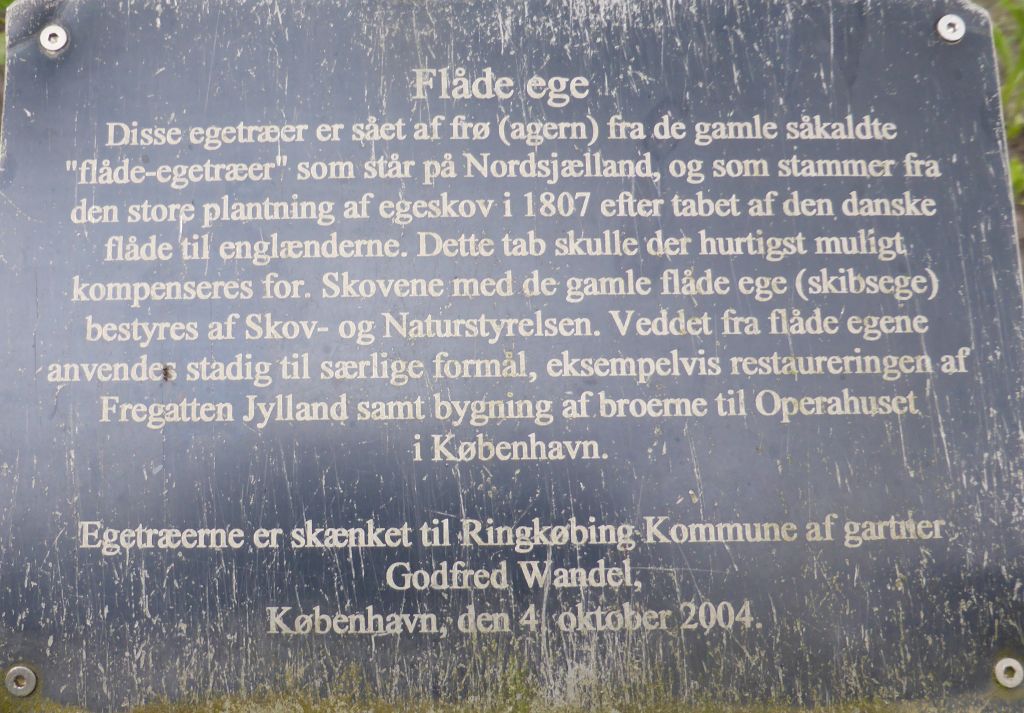 Flåde ege
Disse egetræer er sået af frø (agern) fra de gamle såkaldte
"flåde-egetræer" som står på Nordsjælland, og som stammer fra
den store plantning af egeskov i 1807 efter tabet af den danske
flåde til englænderne. Dette tab skulle der hurtigst muligt
kompenseres for. Skovene med de gamle flåde ege (skibsege)
bestyres af Skov- og Naturstyrelsen. Veddet fra flåde egene
anvendes stadig til særlige formål, eksempelvis restaureringen af
Fregatten Jylland samt bygning af broerne til Operahuset
i København.
Egetræerne er skænket til Ringkøbing Kommune af gartner
Godfred Wandel,
København, den 4. oktober 2004.